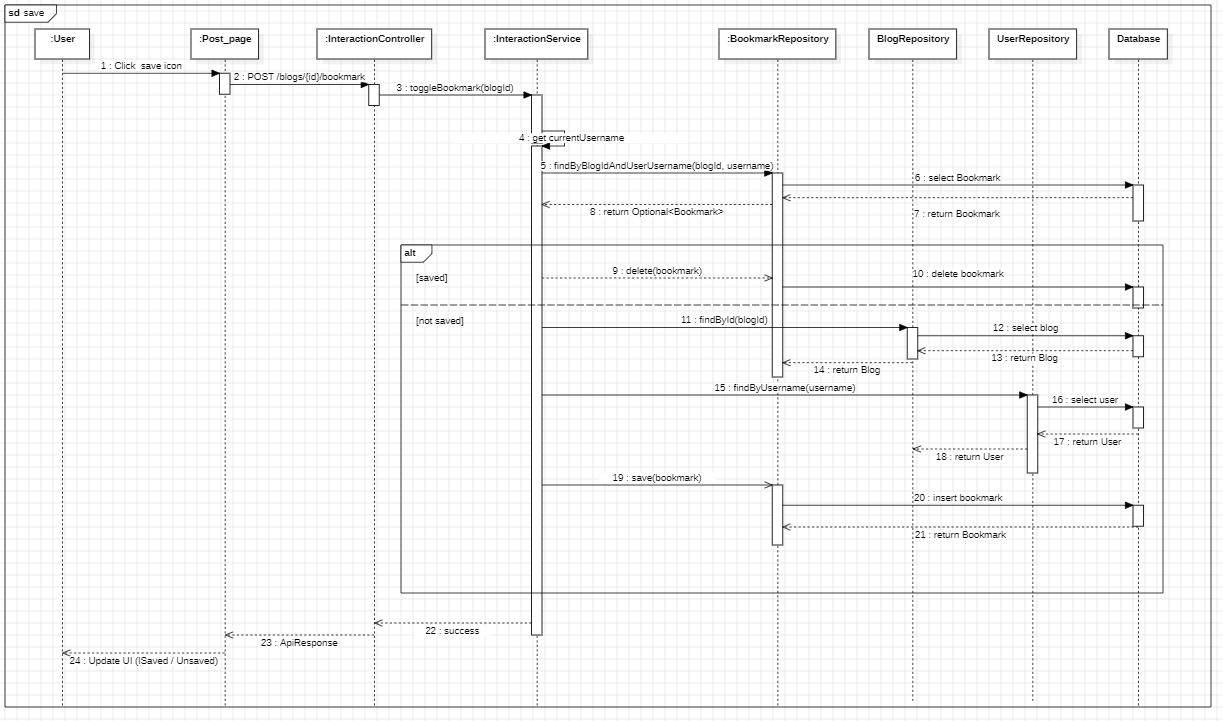 sd save
:User
:Post_page
:InteractionController
:InteractionService
:BookmarkRepository
BlogRepository
UserRepository
Database
1 : Click save icon
2 : POST /blogs/{id}/bookmark
3 : toggleBookmark(blogId)
4 : get currentUsername
5 : findByBlogIdAndUserUsername(blogId, username)
6 : select Bookmark
7 : return Bookmark
8 : return Optional<Bookmark>
alt
[saved]
9 : delete(bookmark)
10 : delete bookmark
[not saved]
11 : findById(blogId)
12 : select blog
13 : return Blog
14 : return Blog
15 : findByUsername(username)
16 : select user
17 : return User
18 : return User
19 : save(bookmark)
20 : insert bookmark
21 : return Bookmark
22 : success
23 : ApiResponse
24 : Update UI (ISaved / Unsaved)